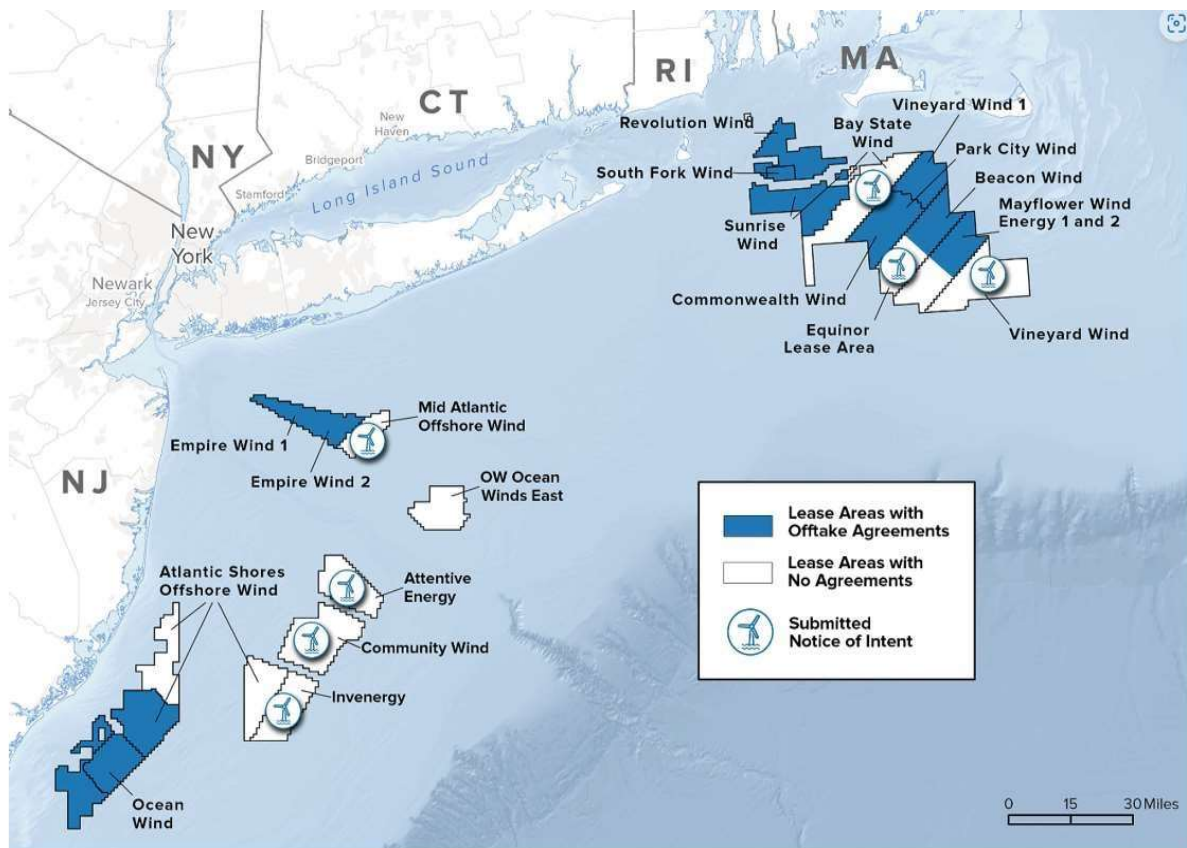 MA
RI
CT
NY
NJ
New
Haven
Bridgeport
Stamford
Long Island Sound
New
York
Newark
Jersey City
Revolution Wind
Bay State
Wind
Vineyard Wind 1
Park City Wind
South Fork Wind
Beacon Wind
Mayflower Wind
Energy 1 and 2
Sunrise
Wind
Commonwealth Wind
Equinor
Lease Area
Vineyard Wind
Mid Atlantic
Offshore Wind
Empire Wind 1
Empire Wind 2
OW Ocean
Winds East
Atlantic Shores
Offshore Wind
Attentive
Energy
Community Wind
Invenergy
Ocean
Wind
Lease Areas with
Offtake Agreements
Lease Areas with
No Agreements
Submitted
Notice of Intent
0 15 30 Miles